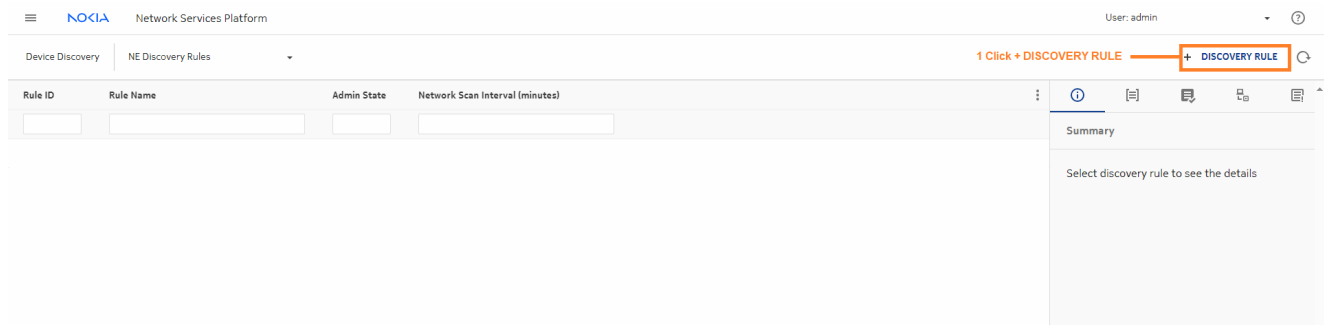 NOKIA Network Services Platform User: admin
Device Discovery NE Discovery Rules 1 Click + DISCOVERY RULE + DISCOVERY RULE
Rule ID Rule Name Admin State Network Scan Interval (minutes)
Summary
Select discovery rule to see the details